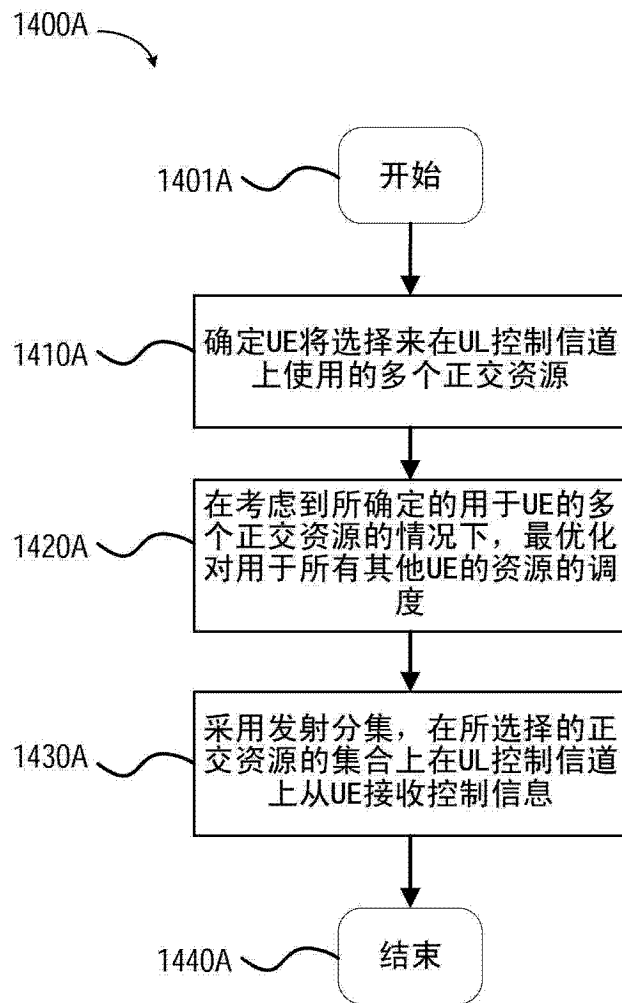 1400A
1401A
开始
1410A
确定UE将选择来在UL控制信道
上使用的多个正交资源
1420A
在考虑到所确定的用于UE的多
个正交资源的情况下，最优化
对用于所有其他UE的资源的调
度
1430A
采用发射分集，在所选择的正
交资源的集合上在UL控制信道
上从UE接收控制信息
1440A
结束